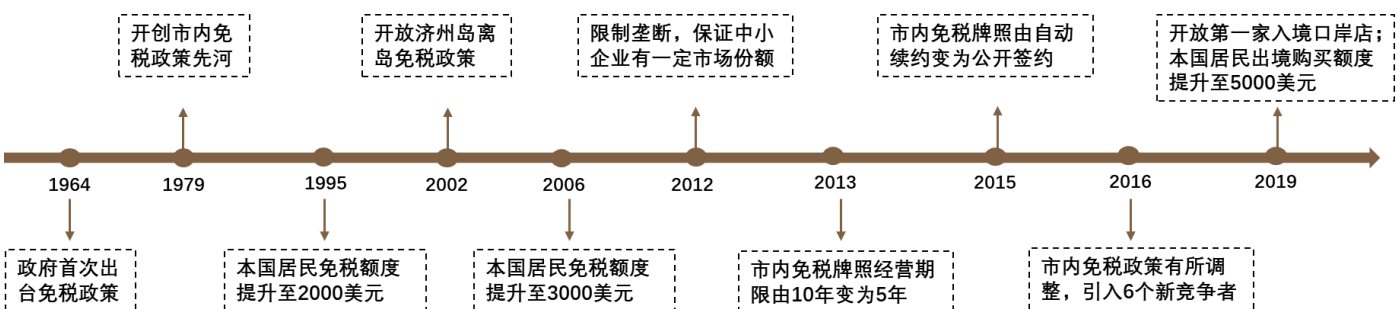 开创市内免
税政策先河
开放济州岛离
岛免税政策
限制垄断，保证中小
企业有一定市场份额
市内免税牌照由自动
续约变为公开签约
开放第一家入境口岸店；
本国居民出境购买额度
提升至5000美元
1964
1979
1995
2002
2006
2012
2013
2015
2016
2019
政府首次出
台免税政策
本国居民免税额度
提升至2000美元
本国居民免税额度
提升至3000美元
市内免税牌照经营期
限由10年变为5年
市内免税政策有所调
整，引入6个新竞争者